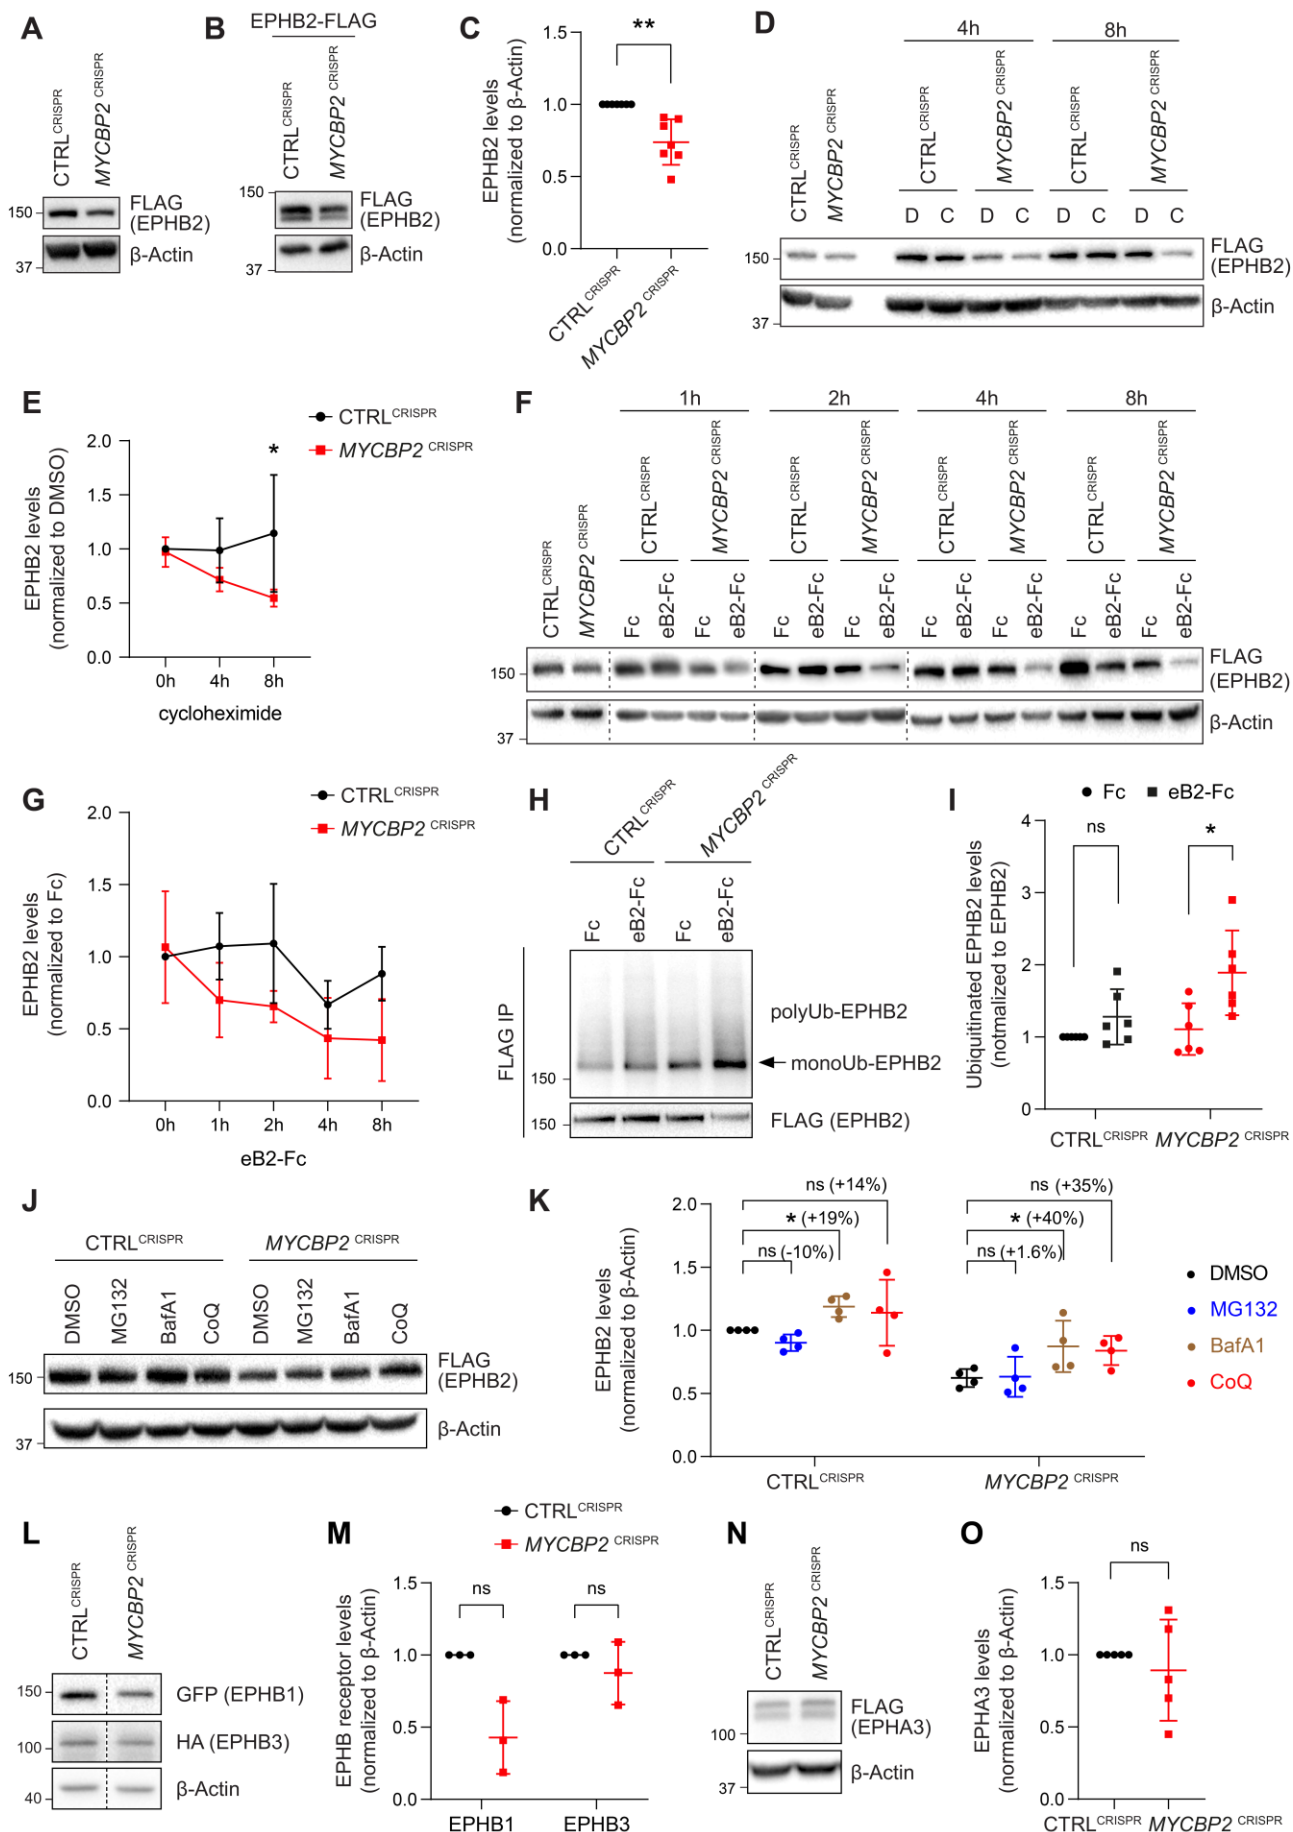 A
CTRL CRISPR
MYCBP2 CRISPR
150
FLAG
(EPHB2)
37
β-Actin
B
EPHB2-FLAG
CTRL CRISPR
MYCBP2 CRISPR
150
FLAG
(EPHB2)
37
β-Actin
C
EPHB2 levels
(normalized to β-Actin)
1.5
1.0
0.5
0.0
**
CTRL CRISPR
MYCBP2 CRISPR
D
4h 8h
CTRL CRISPR
MYCBP2 CRISPR
CTRL CRISPR
MYCBP2 CRISPR
CTRL CRISPR
MYCBP2 CRISPR
D C D C D C D C
150
FLAG
(EPHB2)
37
β-Actin
E
CTRL CRISPR
MYCBP2 CRISPR
EPHB2 levels
(normalized to DMSO)
2.0
1.5
1.0
0.5
0.0
*
0h 4h 8h
cycloheximide
F
1h 2h 4h 8h
CTRL CRISPR
MYCBP2 CRISPR
CTRL CRISPR
MYCBP2 CRISPR
CTRL CRISPR
MYCBP2 CRISPR
CTRL CRISPR
MYCBP2 CRISPR
CTRL CRISPR
MYCBP2 CRISPR
Fc eB2-Fc Fc eB2-Fc Fc eB2-Fc Fc eB2-Fc Fc eB2-Fc Fc eB2-Fc Fc eB2-Fc Fc eB2-Fc
150
FLAG
(EPHB2)
37
β-Actin
G
CTRL CRISPR
MYCBP2 CRISPR
EPHB2 levels
(normalized to Fc)
2.0
1.5
1.0
0.5
0.0
0h 1h 2h 4h 8h
eB2-Fc
H
CTRL CRISPR
MYCBP2 CRISPR
Fc eB2-Fc Fc eB2-Fc
FLAG IP
polyUb-EPHB2
monoUb-EPHB2
150
150
FLAG (EPHB2)
I
Fc eB2-Fc
Ubiquitinated EPHB2 levels
(notmalized to EPHB2)
4
3
2
1
0
ns
*
CTRL CRISPR MYCBP2 CRISPR
J
CTRL CRISPR MYCBP2 CRISPR
DMSO MG132 BafA1 CoQ DMSO MG132 BafA1 CoQ
150
FLAG
(EPHB2)
37
β-Actin
K
EPHB2 levels
(normalized to β-Actin)
2.0
1.5
1.0
0.5
0.0
ns (+14%)
* (+19%)
ns (-10%)
ns (+35%)
* (+40%)
ns (+1.6%)
CTRL CRISPR MYCBP2 CRISPR
DMSO
MG132
BafA1
CoQ
L
CTRL CRISPR
MYCBP2 CRISPR
150
GFP (EPHB1)
100
HA (EPHB3)
40
β-Actin
M
CTRL CRISPR
MYCBP2 CRISPR
EPHB receptor levels
(normalized to β-Actin)
1.5
1.0
0.5
0.0
ns ns
EPHB1 EPHB3
N
CTRL CRISPR
MYCBP2 CRISPR
100
FLAG
(EPHA3)
37
β-Actin
O
EPHA3 levels
(normalized to β-Actin)
1.5
1.0
0.5
0.0
ns
CTRL CRISPR MYCBP2 CRISPR